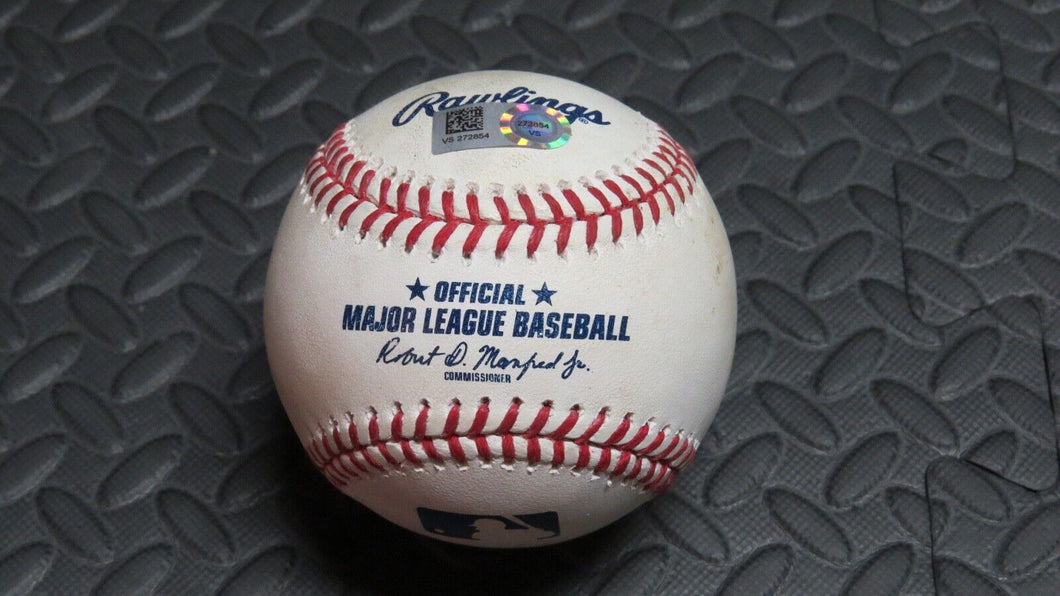 Rawlings
VS 272854
272854
VS
OFFICIAL
MAJOR LEAGUE BASEBALL
Robert D. Manfred Jr.
COMMISSIONER